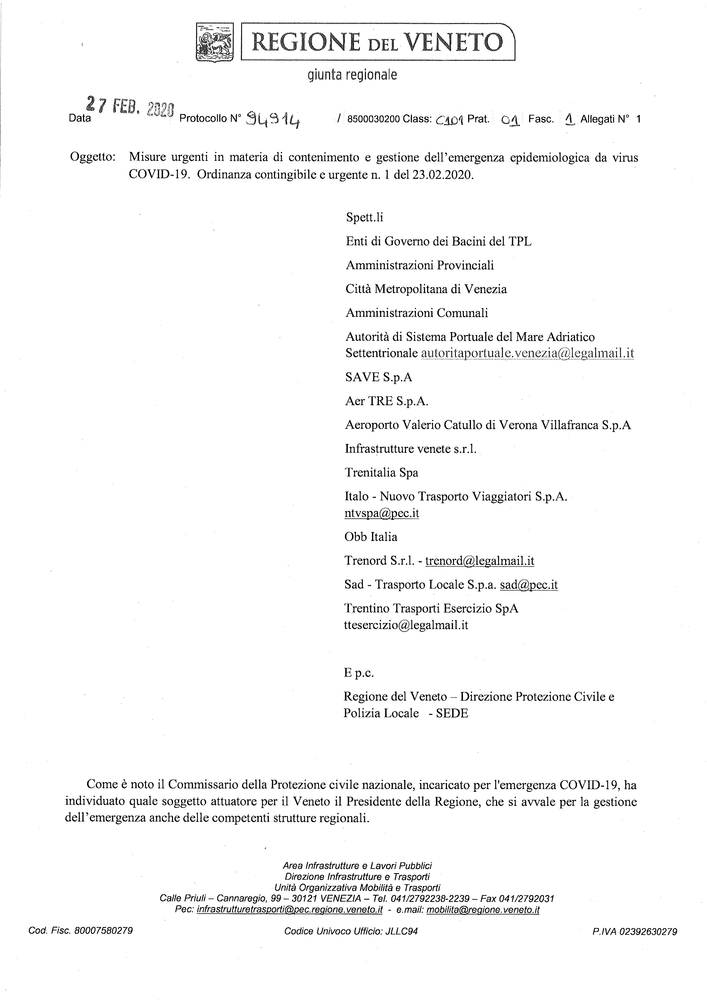 REGIONE DEL VENETO
giunta regionale
27 FEB. 2020
Data Protocollo N° 94914 / 8500030200 Class: C101 Prat. 01 Fasc. 1 Allegati N° 1
Oggetto: Misure urgenti in materia di contenimento e gestione dell'emergenza epidemiologica da virus
COVID-19. Ordinanza contingibile e urgente n. 1 del 23.02.2020.
Spett.li
Enti di Governo dei Bacini del TPL
Amministrazioni Provinciali
Città Metropolitana di Venezia
Amministrazioni Comunali
Autorità di Sistema Portuale del Mare Adriatico
Settentrionale autoritaportuale.venezia@legalmail.it
SAVE S.p.A
Aer TRE S.p.A.
Aeroporto Valerio Catullo di Verona Villafranca S.p.A
Infrastrutture venete s.r.l.
Trenitalia Spa
Italo - Nuovo Trasporto Viaggiatori S.p.A.
ntvspa@pec.it
Obb Italia
Trenord S.r.l. - trenord@legalmail.it
Sad - Trasporto Locale S.p.a. sad@pec.it
Trentino Trasporti Esercizio SpA
ttesercizio@legalmail.it
E p.c.
Regione del Veneto – Direzione Protezione Civile e
Polizia Locale - SEDE
Come è noto il Commissario della Protezione civile nazionale, incaricato per l'emergenza COVID-19, ha
individuato quale soggetto attuatore per il Veneto il Presidente della Regione, che si avvale per la gestione
dell'emergenza anche delle competenti strutture regionali.
Area Infrastrutture e Lavori Pubblici
Direzione Infrastrutture e Trasporti
Unità Organizzativa Mobilità e Trasporti
Calle Priuli – Cannaregio, 99 – 30121 VENEZIA – Tel. 041/2792238-2239 – Fax 041/2792031
Pec: infrastrutturetrasporti@pec.regione.veneto.it - e.mail: mobilita@regione.veneto.it
Cod. Fisc. 80007580279 Codice Univoco Ufficio: JLLC94 P.IVA 02392630279